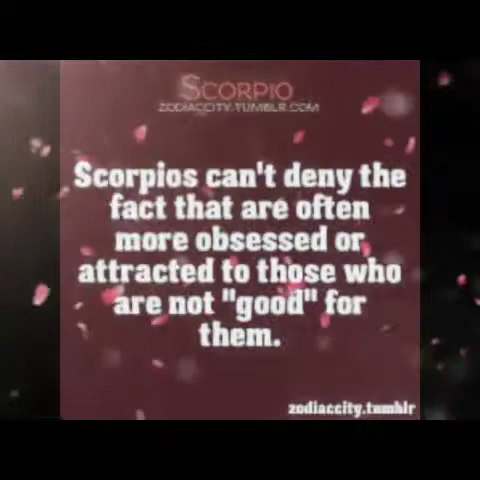 Scorpio
zodiaccity.tumblr.com
Scorpios can't deny the
fact that are often
more obsessed or
attracted to those who
are not "good" for
them.
zodiaccity.tumblr